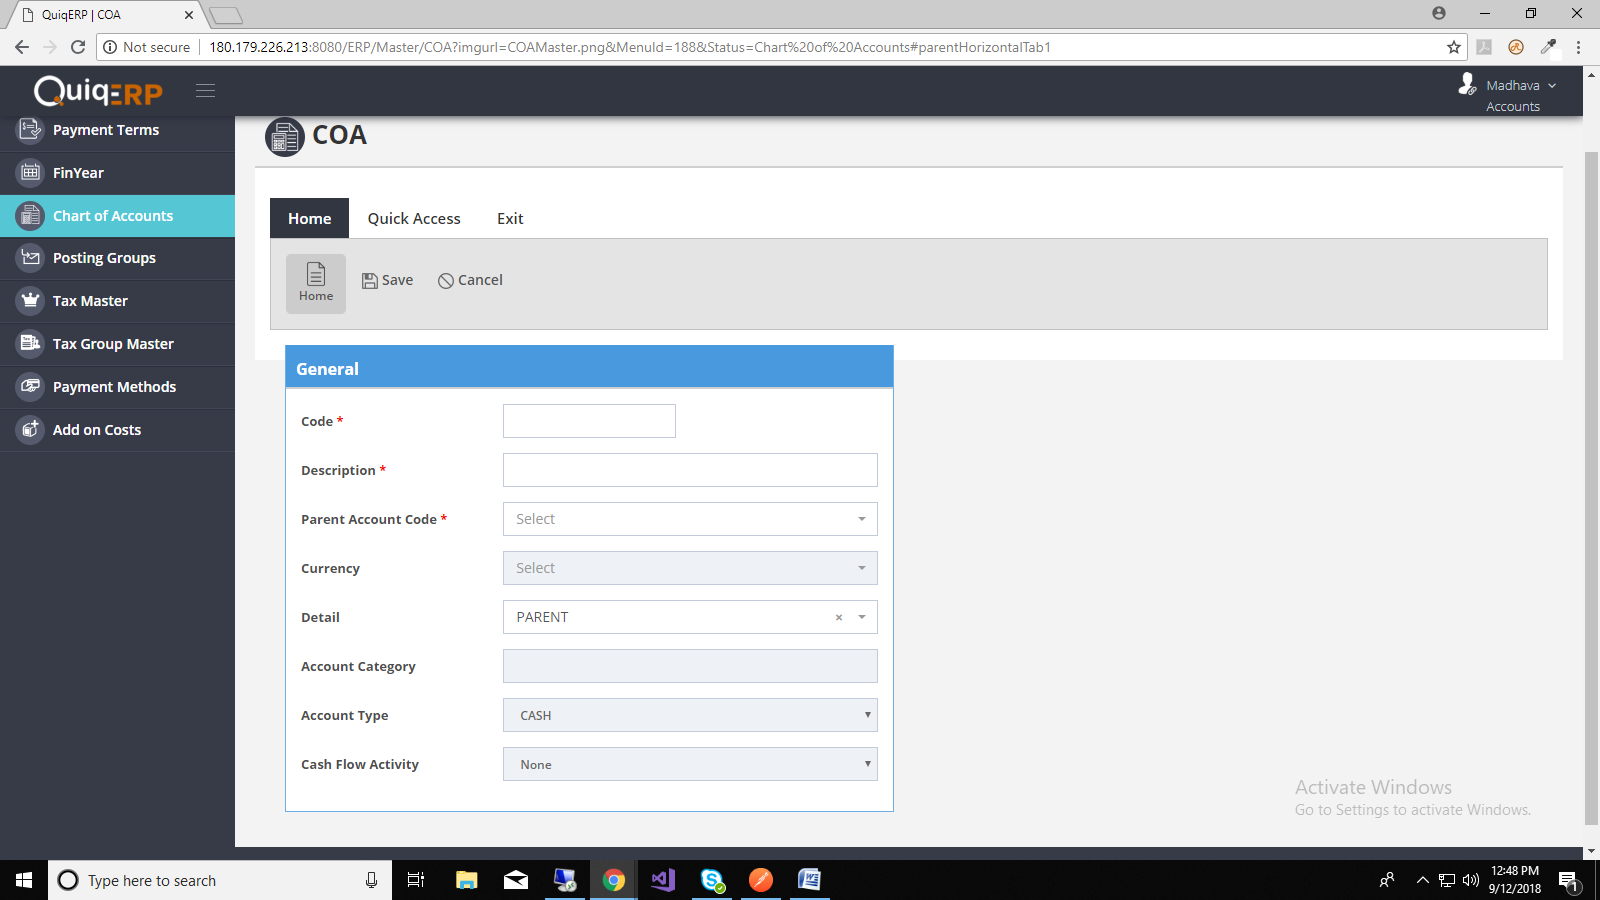 QuiqERP | COA
Not secure
180.179.226.213:8080/ERP/Master/COA?imgurl=COAMaster.png&MenuId=188&Status=Chart%20of%20Accounts#parentHorizontalTab1
QuiqERP
Madhava
Accounts
Payment Terms
FinYear
Chart of Accounts
Posting Groups
Tax Master
Tax Group Master
Payment Methods
Add on Costs
COA
Home
Quick Access
Exit
Home
Save
Cancel
General
Code *
Description *
Parent Account Code * Select
Currency Select
Detail PARENT
Account Category
Account Type CASH
Cash Flow Activity None
Activate Windows
Go to Settings to activate Windows.
Type here to search
12:48 PM
9/12/2018
1